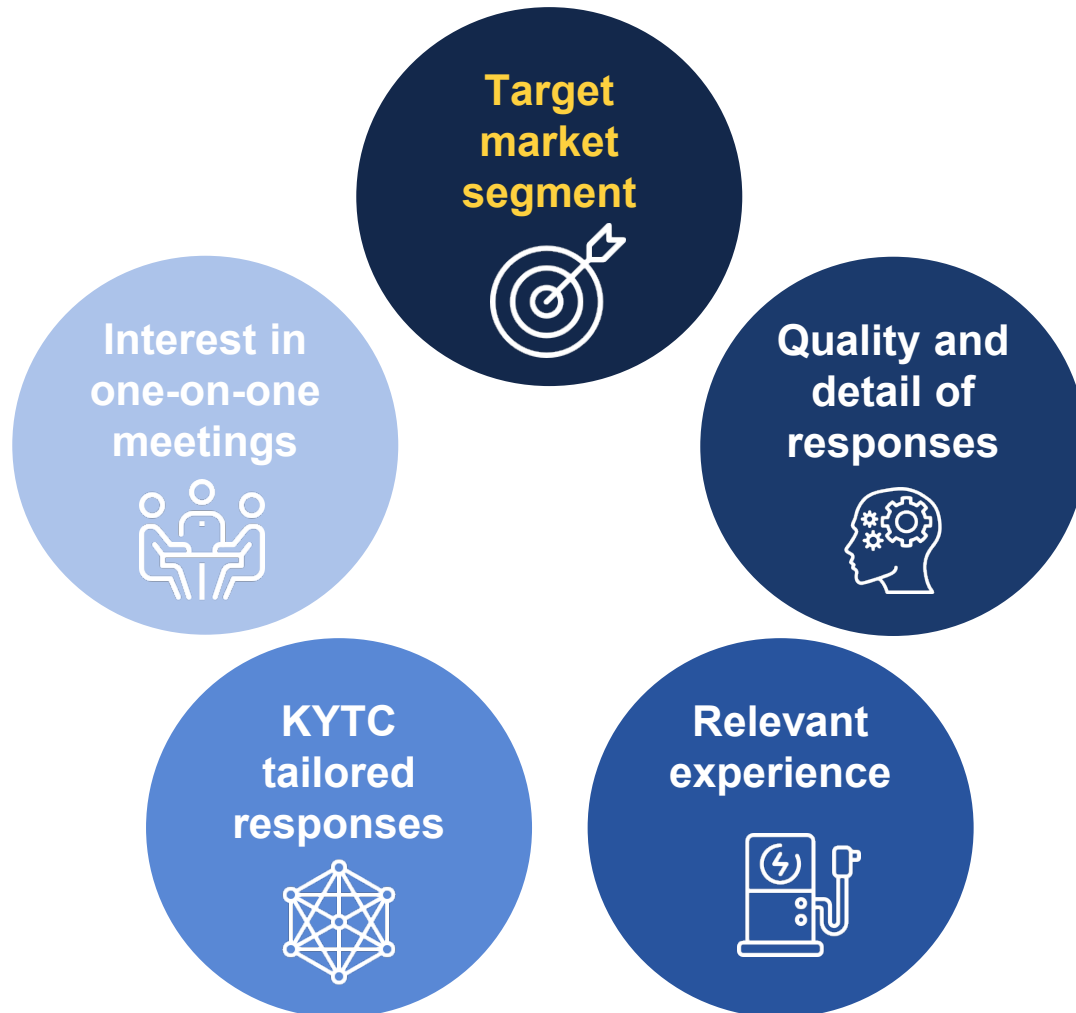 Target
market
segment
Interest in
one-on-one
meetings
Quality and
detail of
responses
KYTC
tailored
responses
Relevant
experience